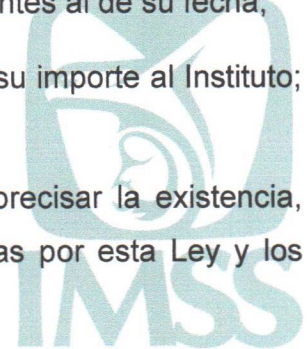 ntes al de su fecha,
su importe al Instituto;
precisar la existencia,
as por esta Ley y los
IMSS